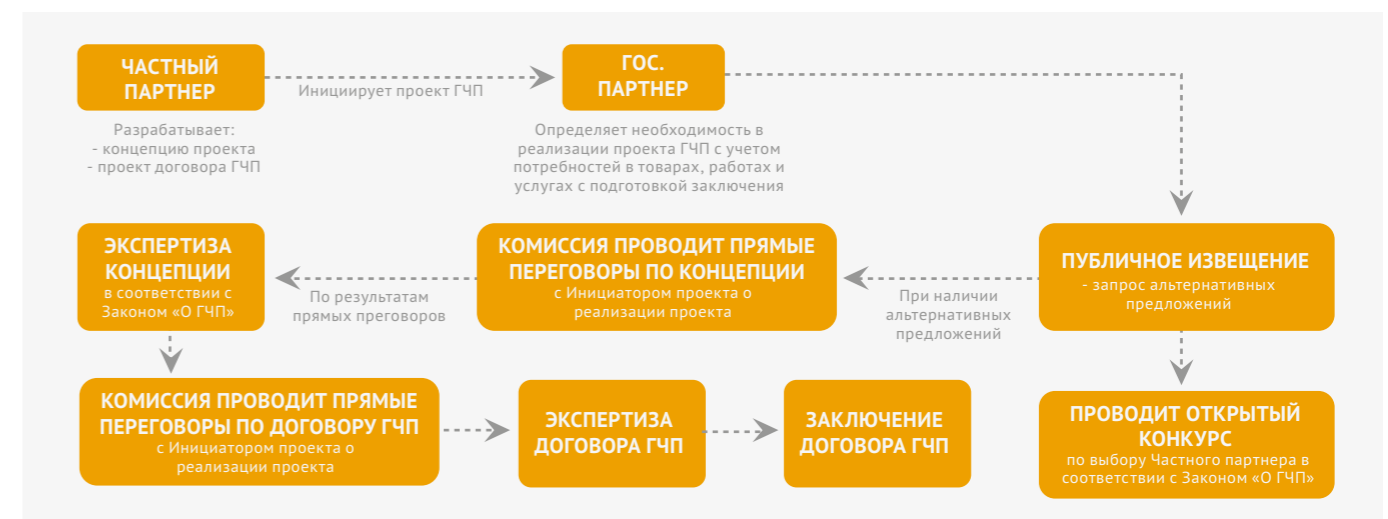 ЧАСТНЫЙ
ПАРТНЕР
Инициирует проект ГЧП
ГОС.
ПАРТНЕР
Разрабатывает:
- концепцию проекта
- проект договора ГЧП
Определяет необходимость в
реализации проекта ГЧП с учетом
потребностей в товарах, работах и
услугах с подготовкой заключения
ЭКСПЕРТИЗА
КОНЦЕПЦИИ
в соответствии с
Законом «О ГЧП»
По результатам
прямых преговоров
КОМИССИЯ ПРОВОДИТ ПРЯМЫЕ
ПЕРЕГОВОРЫ ПО КОНЦЕПЦИИ
с Инициатором проекта о
реализации проекта
При наличии
альтернативных
предложений
ПУБЛИЧНОЕ ИЗВЕЩЕНИЕ
- запрос альтернативных
предложений
КОМИССИЯ ПРОВОДИТ ПРЯМЫЕ
ПЕРЕГОВОРЫ ПО ДОГОВОРУ ГЧП
с Инициатором проекта о
реализации проекта
ЭКСПЕРТИЗА
ДОГОВОРА ГЧП
ЗАКЛЮЧЕНИЕ
ДОГОВОРА ГЧП
ПРОВОДИТ ОТКРЫТЫЙ
КОНКУРС
по выбору Частного партнера в
соответствии с Законом «О ГЧП»